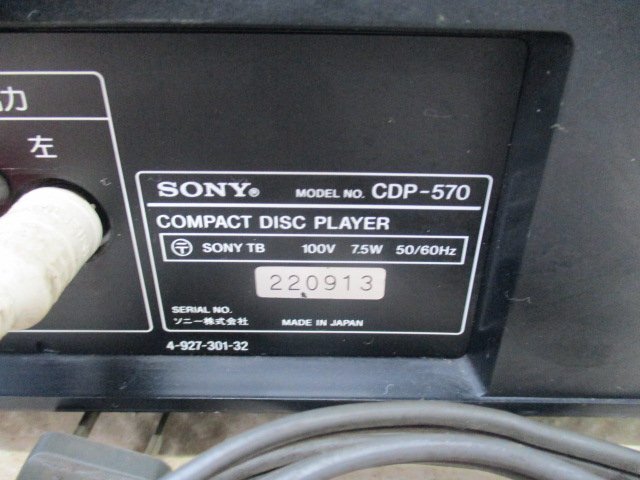 力
左
SONY® MODEL NO. CDP-570
COMPACT DISC PLAYER
〒 SONY TB 100V 7.5W 50/60Hz
220913
SERIAL NO.
ソニー株式会社 MADE IN JAPAN
4-927-301-32